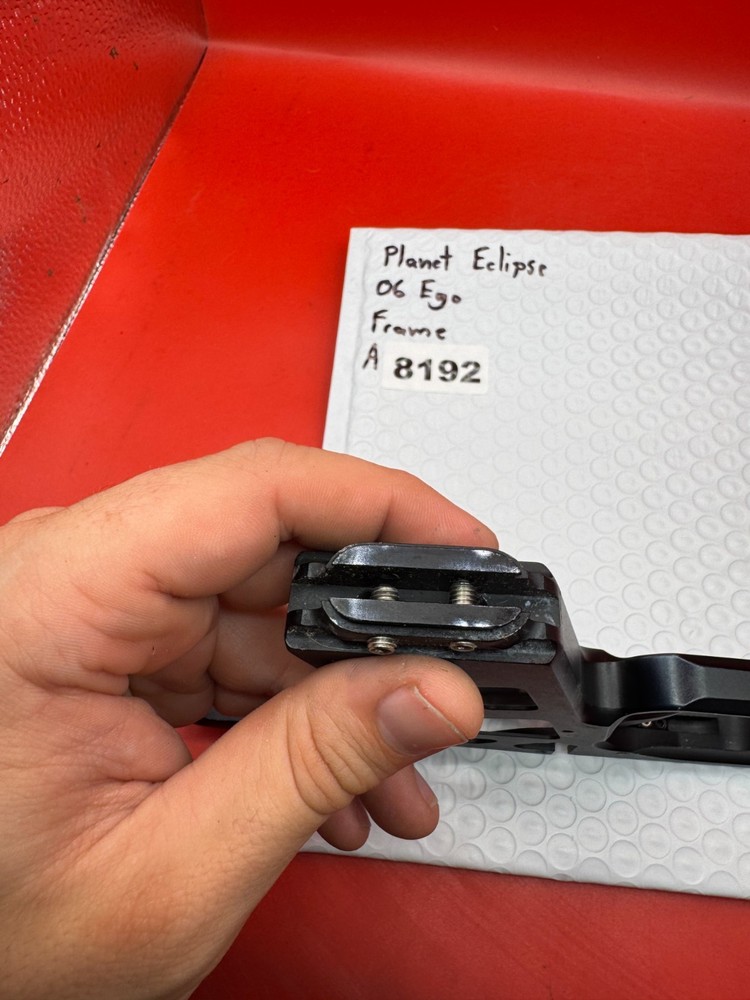 Planet Eclipse
06 Ego
Frame
A 8192